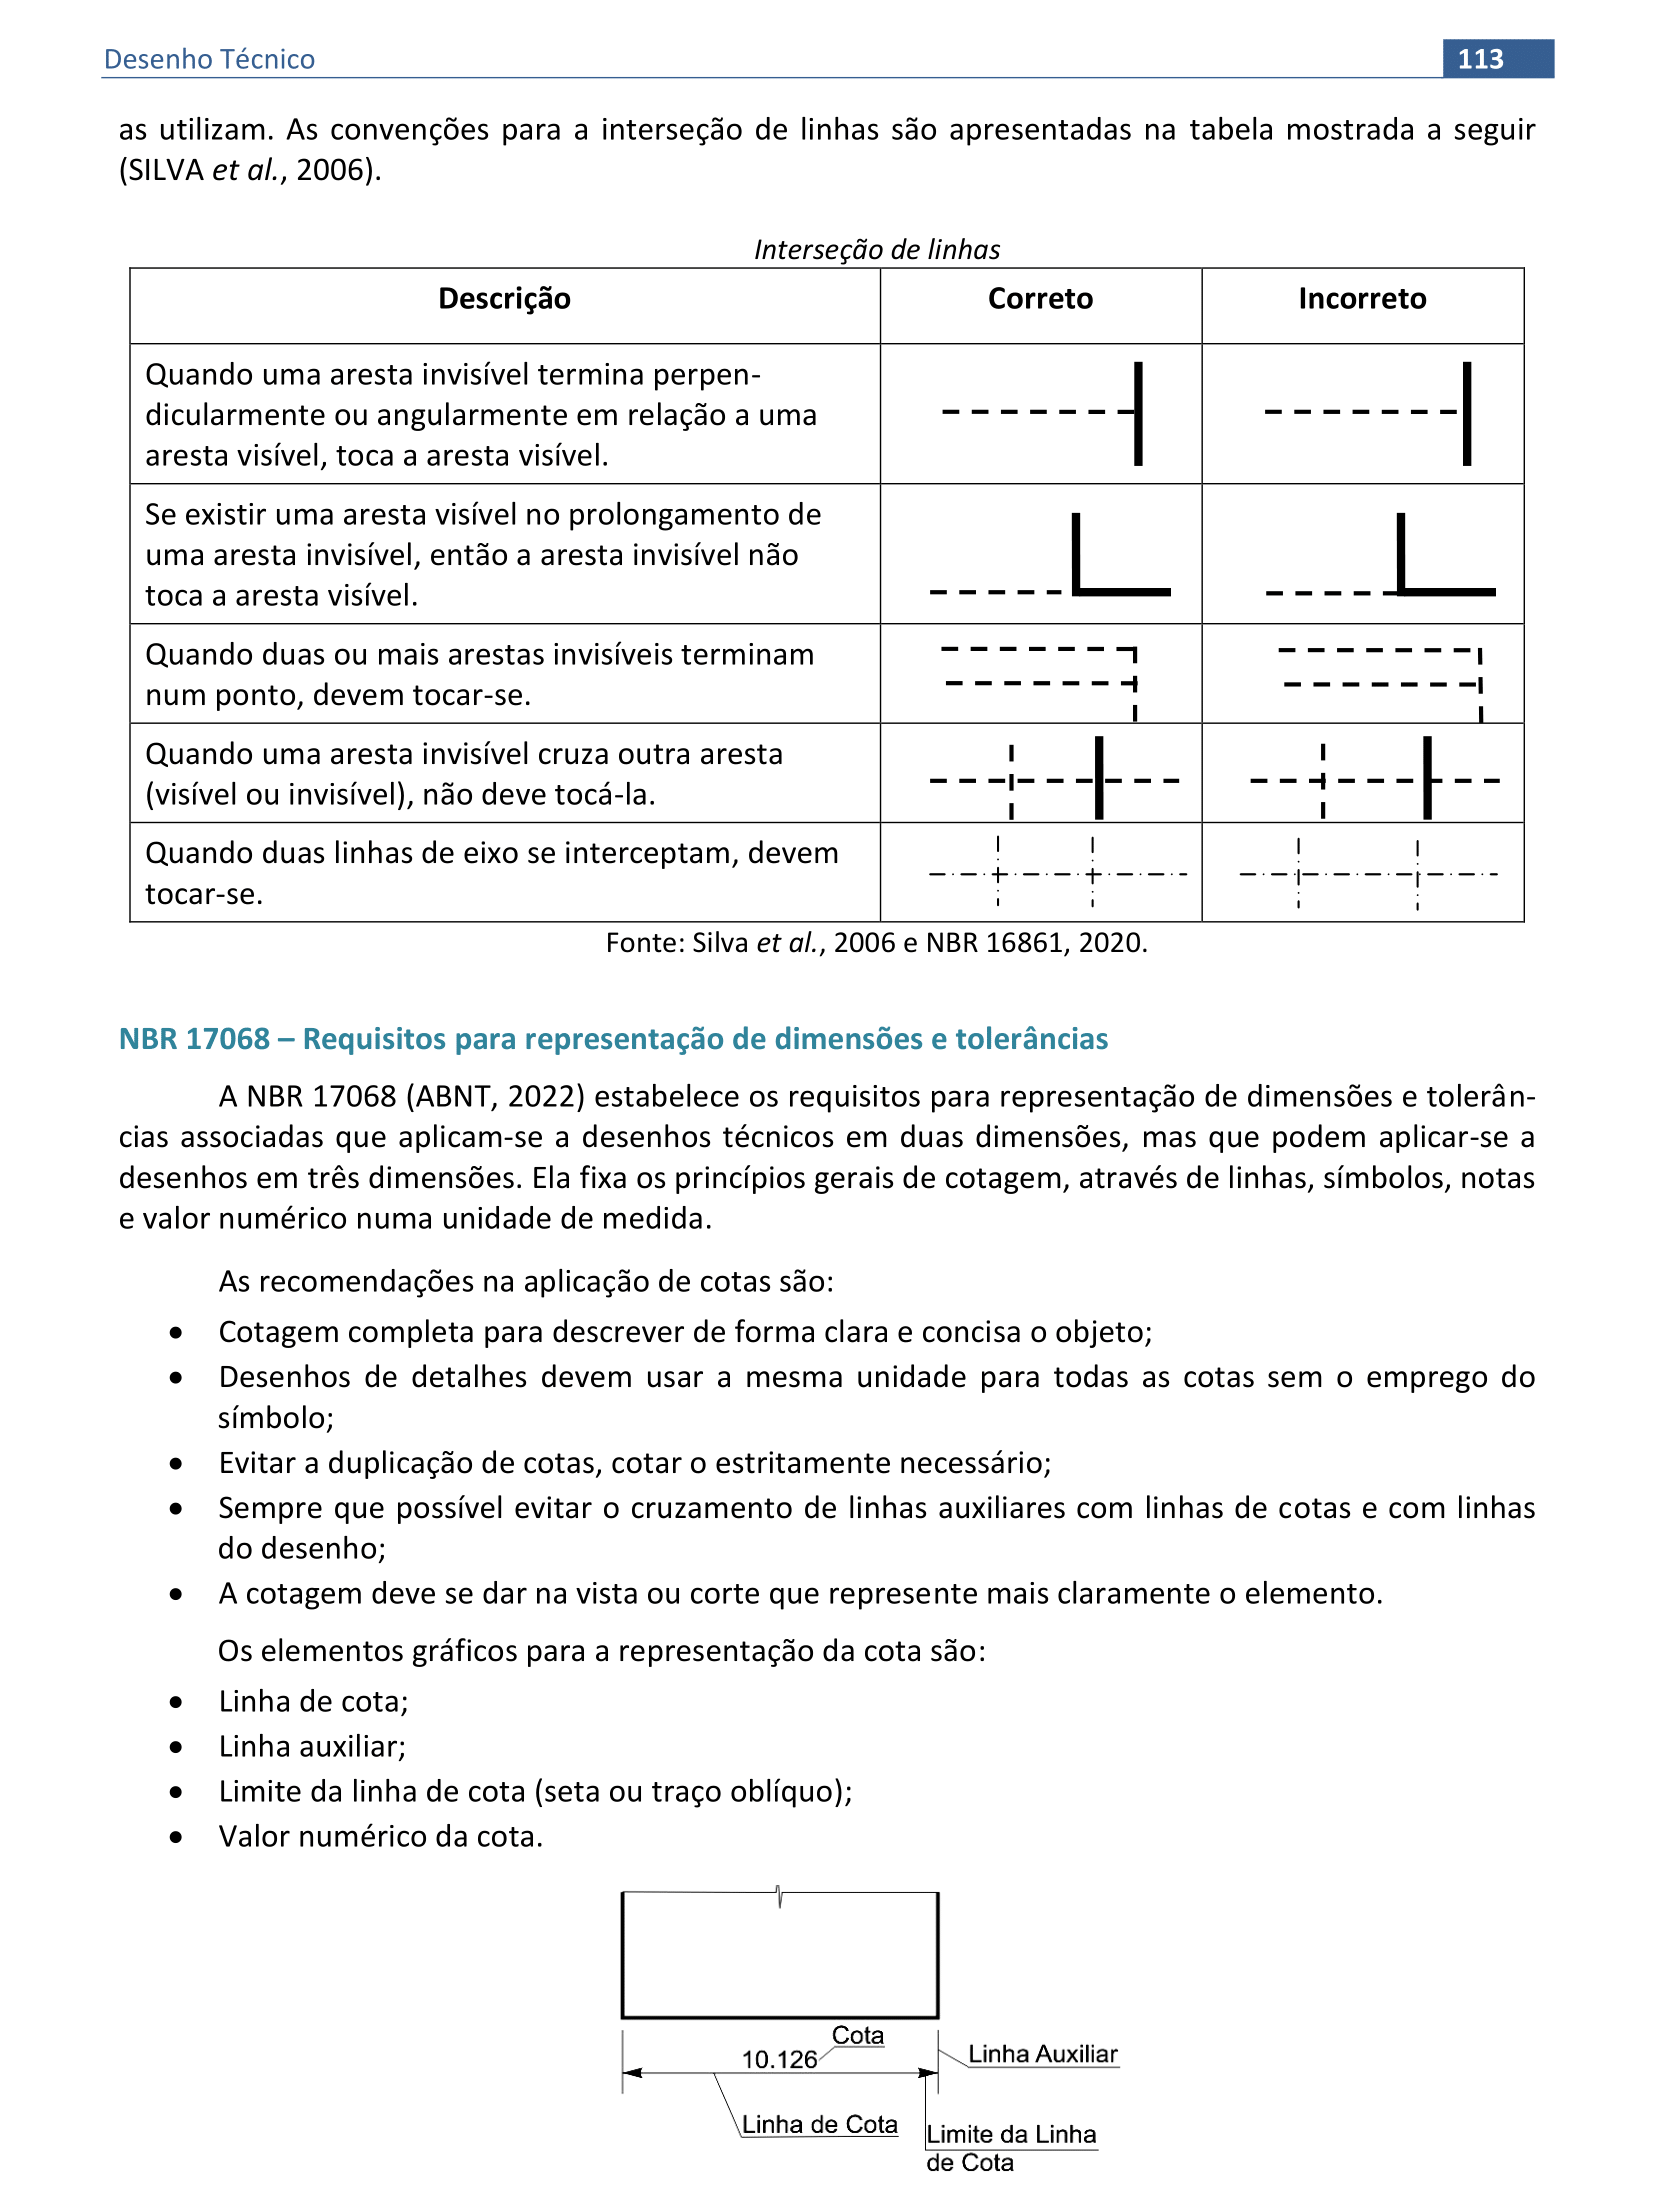 Desenho Técnico 113
as utilizam. As convenções para a interseção de linhas são apresentadas na tabela mostrada a seguir
(SILVA et al., 2006).
Interseção de linhas
Descrição Correto Incorreto
Quando uma aresta invisível termina perpen-
dicularmente ou angularmente em relação a uma
aresta visível, toca a aresta visível.
Se existir uma aresta visível no prolongamento de
uma aresta invisível, então a aresta invisível não
toca a aresta visível.
Quando duas ou mais arestas invisíveis terminam
num ponto, devem tocar-se.
Quando uma aresta invisível cruza outra aresta
(visível ou invisível), não deve tocá-la.
Quando duas linhas de eixo se interceptam, devem
tocar-se.
Fonte: Silva et al., 2006 e NBR 16861, 2020.
NBR 17068 – Requisitos para representação de dimensões e tolerâncias
A NBR 17068 (ABNT, 2022) estabelece os requisitos para representação de dimensões e tolerân-
cias associadas que aplicam-se a desenhos técnicos em duas dimensões, mas que podem aplicar-se a
desenhos em três dimensões. Ela fixa os princípios gerais de cotagem, através de linhas, símbolos, notas
e valor numérico numa unidade de medida.
As recomendações na aplicação de cotas são:
• Cotagem completa para descrever de forma clara e concisa o objeto;
• Desenhos de detalhes devem usar a mesma unidade para todas as cotas sem o emprego do
símbolo;
• Evitar a duplicação de cotas, cotar o estritamente necessário;
• Sempre que possível evitar o cruzamento de linhas auxiliares com linhas de cotas e com linhas
do desenho;
• A cotagem deve se dar na vista ou corte que represente mais claramente o elemento.
Os elementos gráficos para a representação da cota são:
• Linha de cota;
• Linha auxiliar;
• Limite da linha de cota (seta ou traço oblíquo);
• Valor numérico da cota.
Cota
10.126
Linha Auxiliar
Linha de Cota
Limite da Linha
de Cota